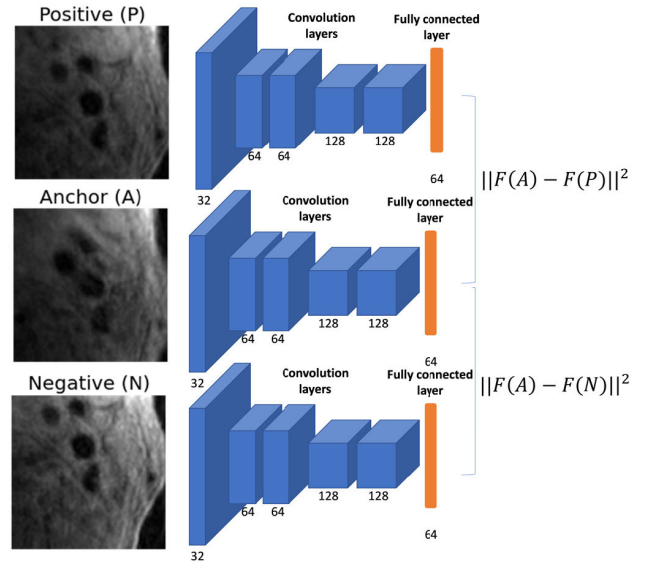 Positive (P)
Convolution
layers
Fully connected
layer
32
64
64
128
128
64
||F(A) − F(P)||²
Anchor (A)
Convolution
layers
Fully connected
layer
32
64
64
128
128
64
||F(A) − F(N)||²
Negative (N)
Convolution
layers
Fully connected
layer
32
64
64
128
128
64